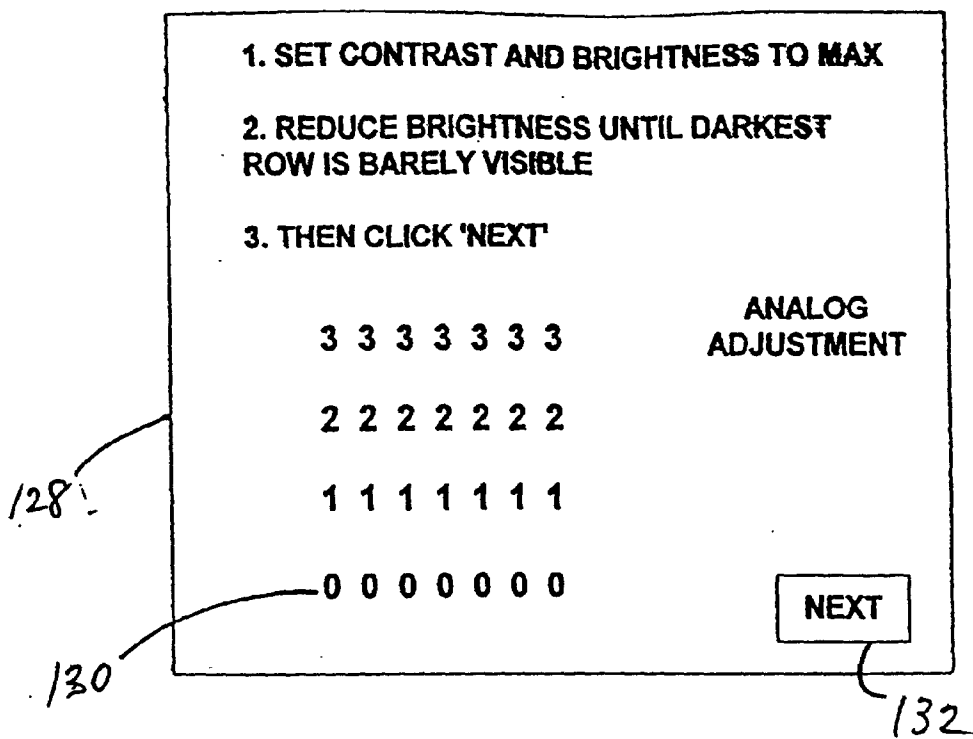 1. SET CONTRAST AND BRIGHTNESS TO MAX
2. REDUCE BRIGHTNESS UNTIL DARKEST
ROW IS BARELY VISIBLE
3. THEN CLICK 'NEXT'
ANALOG
ADJUSTMENT
3 3 3 3 3 3 3
2 2 2 2 2 2 2
128
1 1 1 1 1 1 1
0 0 0 0 0 0 0
NEXT
130
132